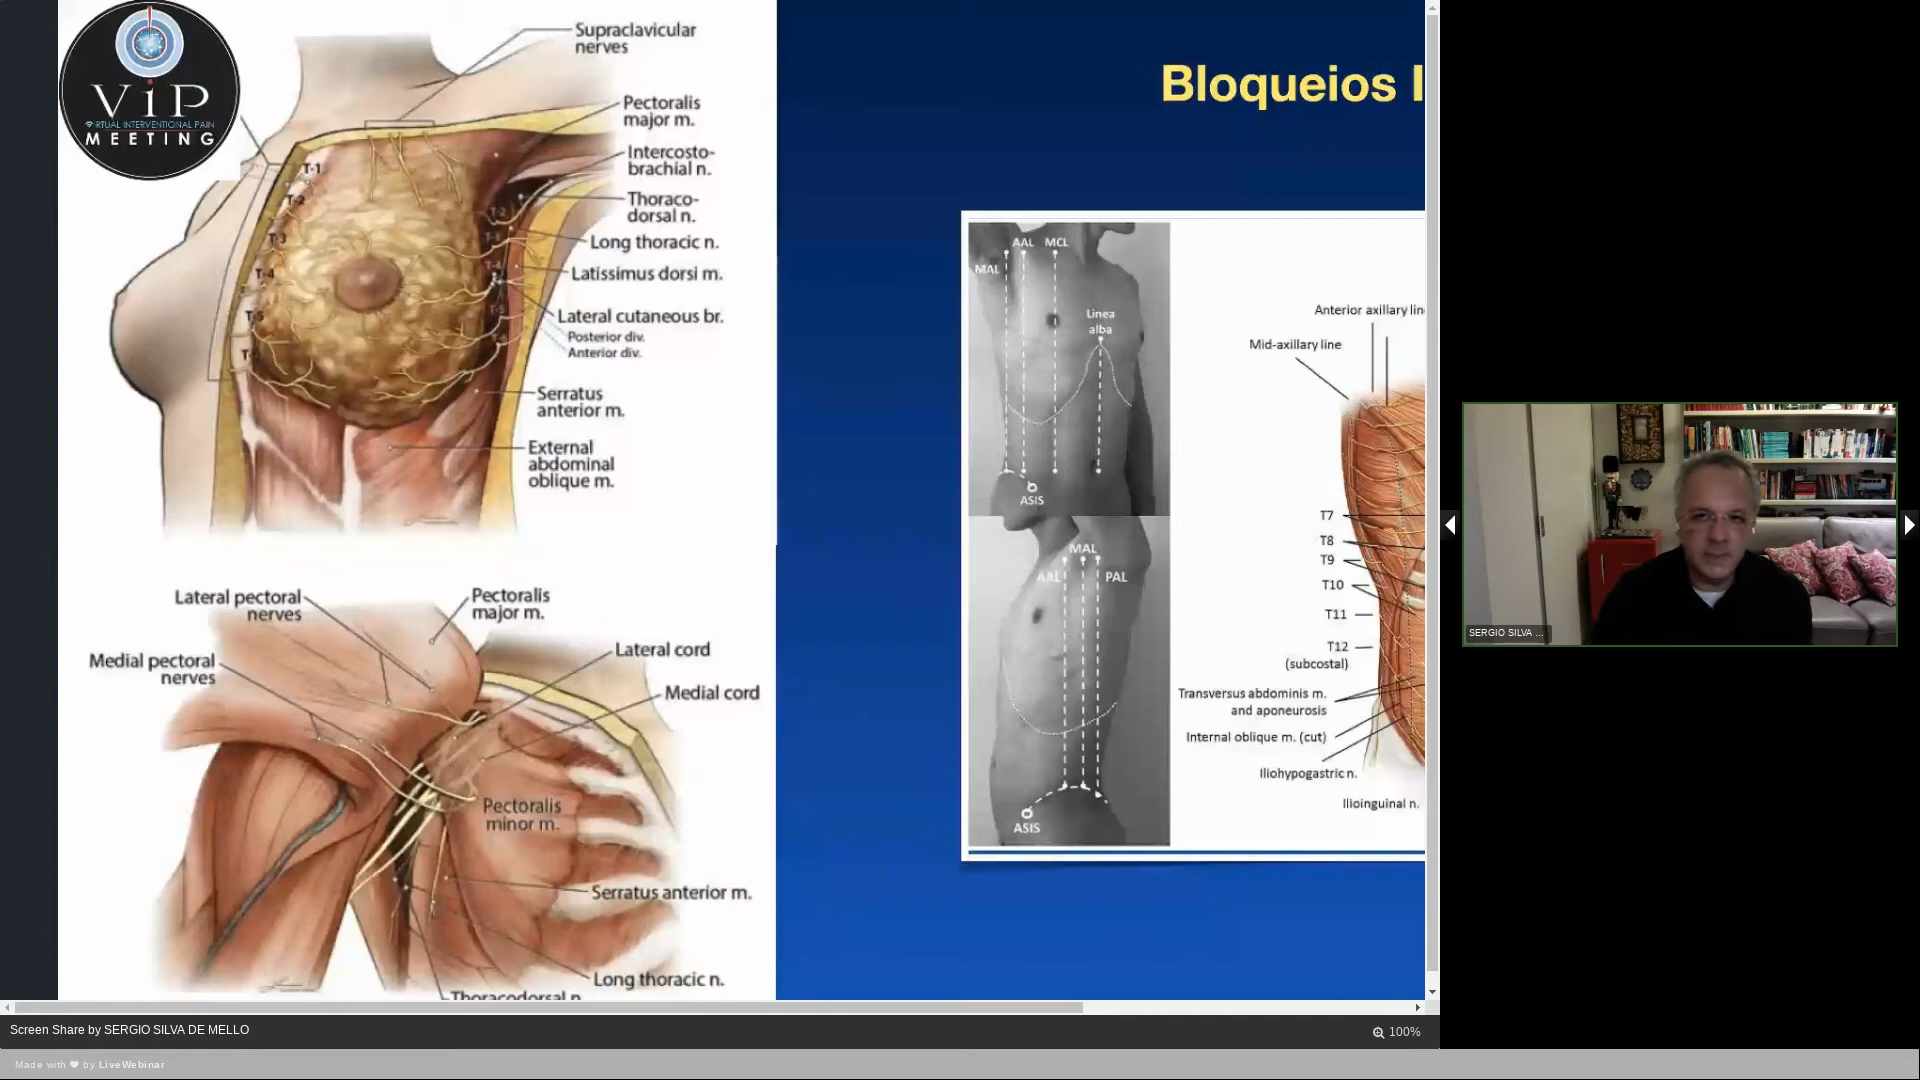 ViP
VIRTUAL INTERVENTIONAL PAIN
MEETING
Supraclavicular
nerves
Pectoralis
major m.
Intercosto-
brachial n.
Thoraco-
dorsal n.
Long thoracic n.
Latissimus dorsi m.
Lateral cutaneous br.
Posterior div.
Anterior div.
Serratus
anterior m.
External
abdominal
oblique m.
T-1
T-2
T-3
T-4
T-5
T-2
T-3
T-4
T-5
T-6
Lateral pectoral
nerves
Pectoralis
major m.
Medial pectoral
nerves
Lateral cord
Medial cord
Pectoralis
minor m.
Serratus anterior m.
Long thoracic n.
Thoracodorsal n.
Bloqueios I
AAL MCL
MAL
Linea
alba
ASIS
MAL
AAL PAL
ASIS
Anterior axillary lin
Mid-axillary line
T7
T8
T9
T10
T11
T12
(subcostal)
Transversus abdominis m.
and aponeurosis
Internal oblique m. (cut)
Iliohypogastric n.
Ilioinguinal n.
SERGIO SILVA ...
Screen Share by SERGIO SILVA DE MELLO
100%
Made with ❤ by LiveWebinar